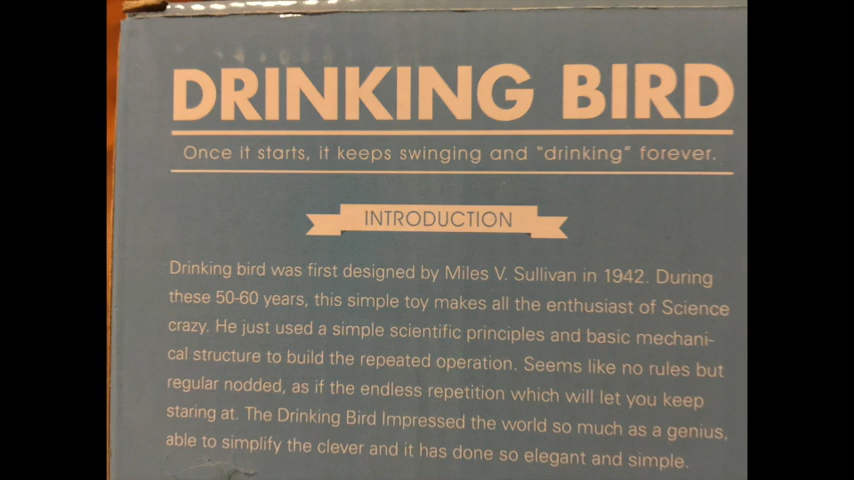 DRINKING BIRD
Once it starts, it keeps swinging and "drinking" forever.
INTRODUCTION
Drinking bird was first designed by Miles V. Sullivan in 1942. During
these 50-60 years, this simple toy makes all the enthusiast of Science
crazy. He just used a simple scientific principles and basic mechani-
cal structure to build the repeated operation. Seems like no rules but
regular nodded, as if the endless repetition which will let you keep
staring at. The Drinking Bird Impressed the world so much as a genius,
able to simplify the clever and it has done so elegant and simple.